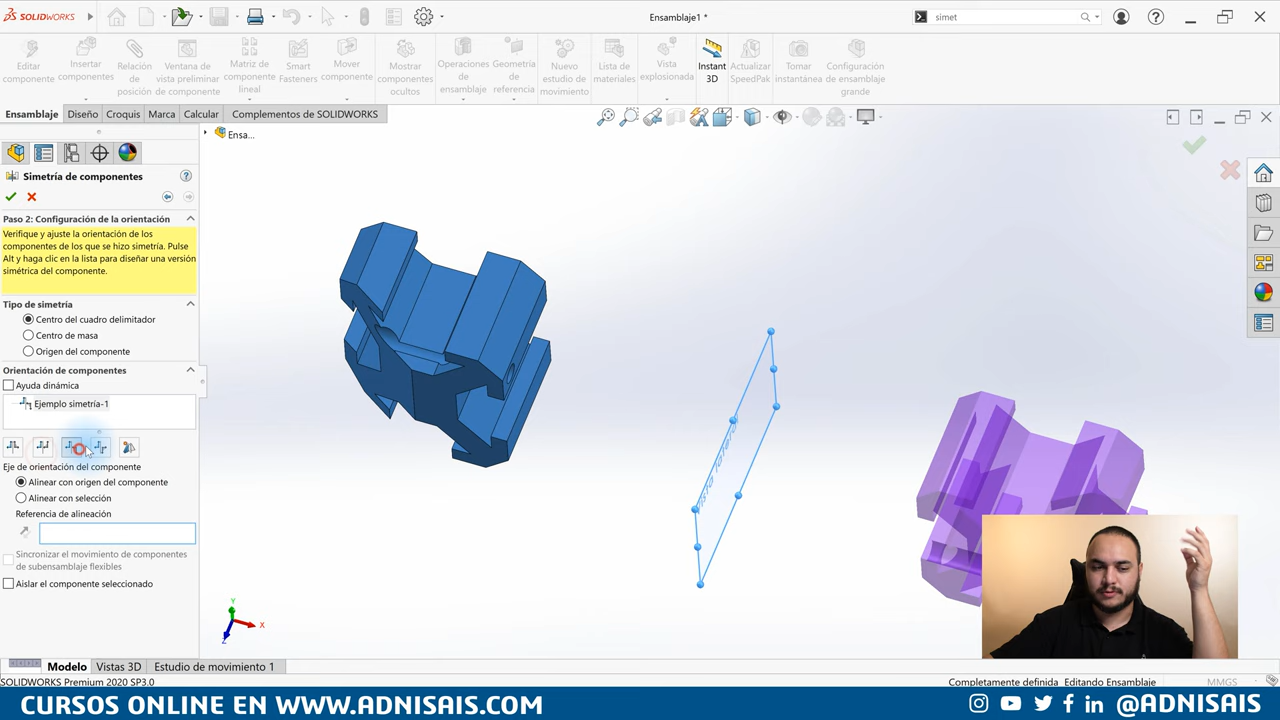 SOLIDWORKS
Ensamblaje1 *
simet
Editar componente
Insertar componentes
Relación de posición
Ventana de vista preliminar
Matriz de componente lineal
Smart Fasteners
Mover componente
Mostrar componentes ocultos
Operaciones de ensamblaje
Geometría de referencia
Nuevo estudio de movimiento
Lista de materiales
Vista explosionada
Instant 3D
Actualizar SpeedPak
Tomar instantánea
Configuración de ensamblaje grande
Ensamblaje
Diseño
Croquis
Marca
Calcular
Complementos de SOLIDWORKS
Ensa...
Simetría de componentes
Paso 2: Configuración de la orientación
Verifique y ajuste la orientación de los
componentes de los que se hizo simetría. Pulse
Alt y haga clic en la lista para diseñar una versión
simétrica del componente.
Tipo de simetría
Centro del cuadro delimitador
Centro de masa
Origen del componente
Orientación de componentes
Ayuda dinámica
Ejemplo simetría-1
Eje de orientación del componente
Alinear con origen del componente
Alinear con selección
Referencia de alineación
Sincronizar el movimiento de componentes
de subensamblaje flexibles
Aislar el componente seleccionado
Y
X
Z
Modelo
Vistas 3D
Estudio de movimiento 1
SOLIDWORKS Premium 2020 SP3.0
Completamente definida
Editando Ensamblaje
MMGS
CURSOS ONLINE EN WWW.ADNISAIS.COM
@ADNISAIS